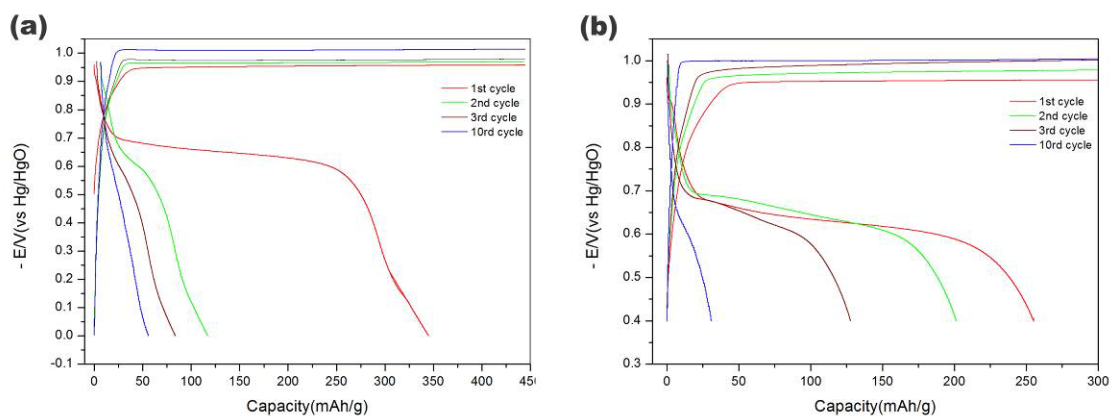 (a)
- E/V(vs Hg/HgO)
1.0
0.9
0.8
0.7
0.6
0.5
0.4
0.3
0.2
0.1
0.0
-0.1
1st cycle
2nd cycle
3rd cycle
10rd cycle
0 50 100 150 200 250 300 350 400 450
Capacity(mAh/g)
(b)
- E/V(vs Hg/HgO)
1.0
0.9
0.8
0.7
0.6
0.5
0.4
0.3
1st cycle
2nd cycle
3rd cycle
10rd cycle
0 50 100 150 200 250 300
Capacity(mAh/g)